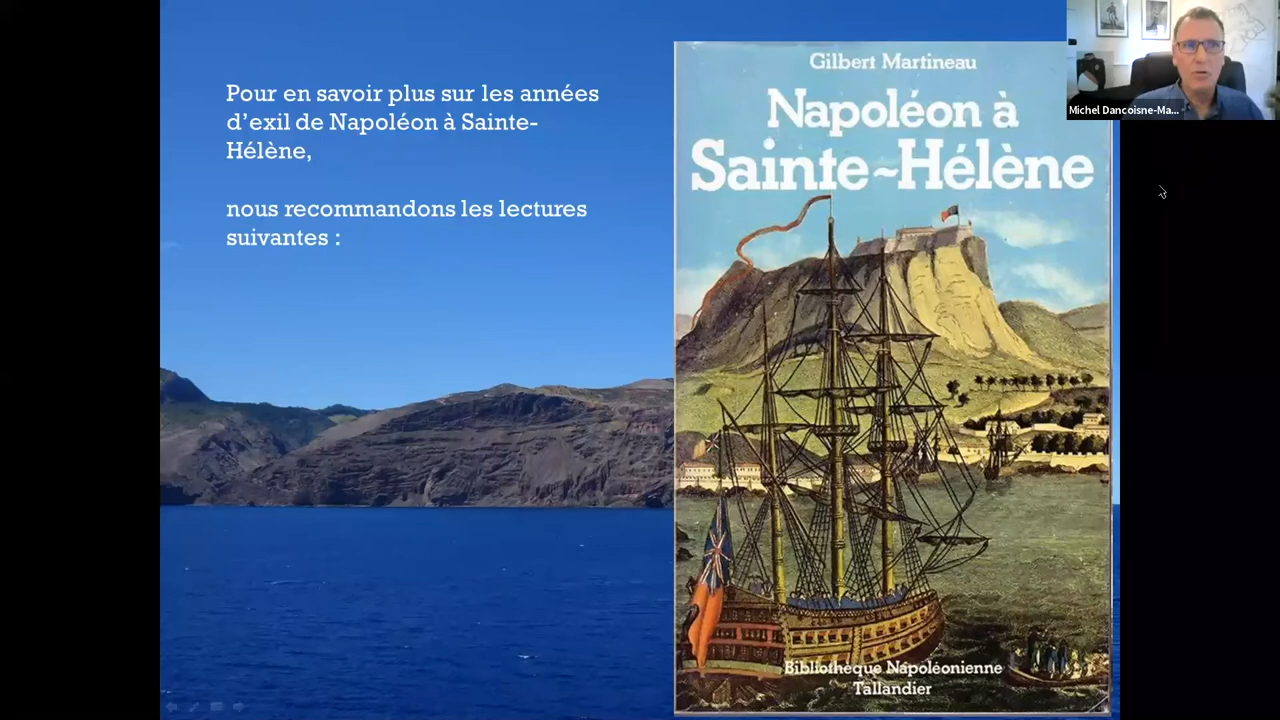 Pour en savoir plus sur les années
d’exil de Napoléon à Sainte-
Hélène,
nous recommandons les lectures
suivantes :
Gilbert Martineau
Napoléon à
Sainte~Hélène
Bibliothèque Napoléonienne
Tallandier
Michel Dancoisne-Ma...